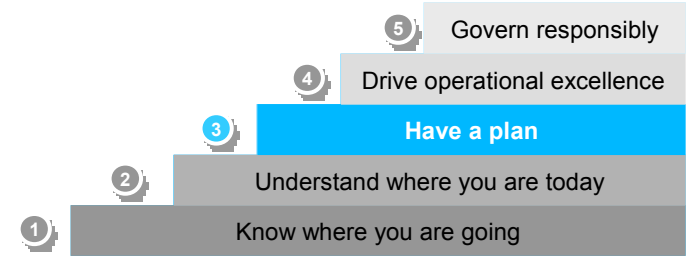 5 Govern responsibly
4 Drive operational excellence
3 Have a plan
2 Understand where you are today
1 Know where you are going